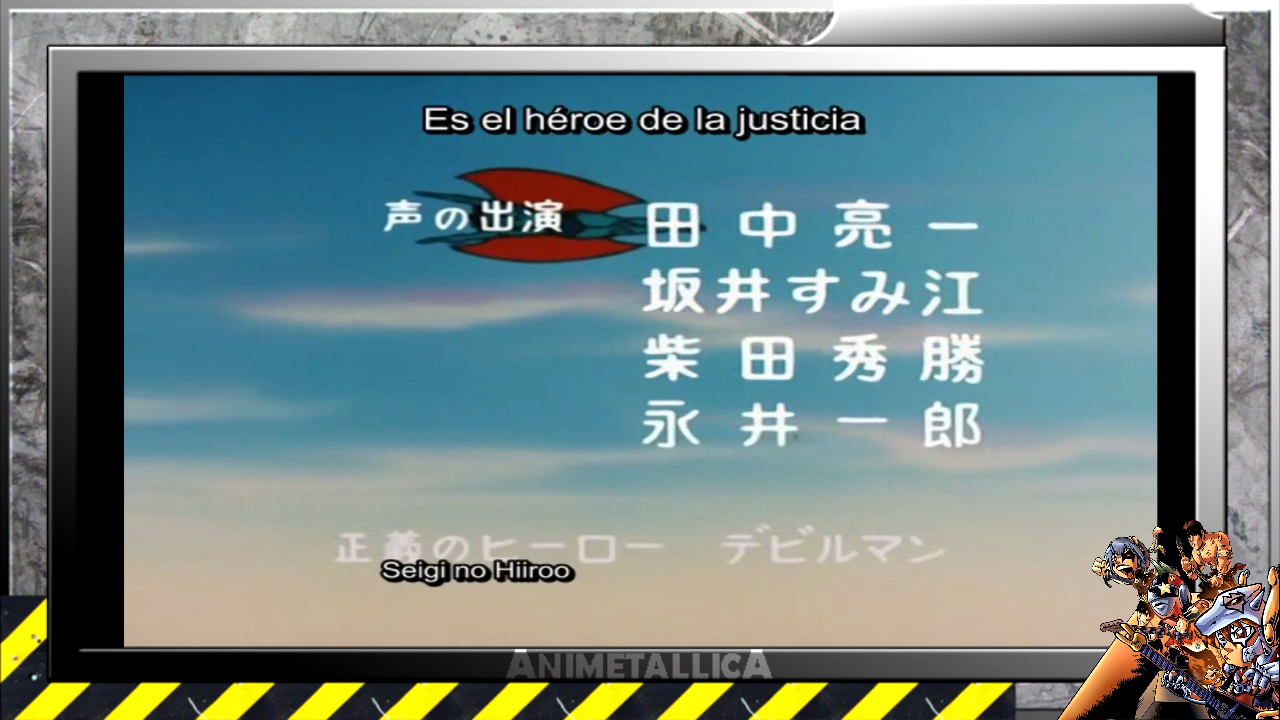 Es el héroe de la justicia
声の出演 田中亮一
坂井すみ江
柴田秀勝
永井一郎
正義のヒーロー デビルマン
Seigi no Hiiroo
ANIMETALLICA